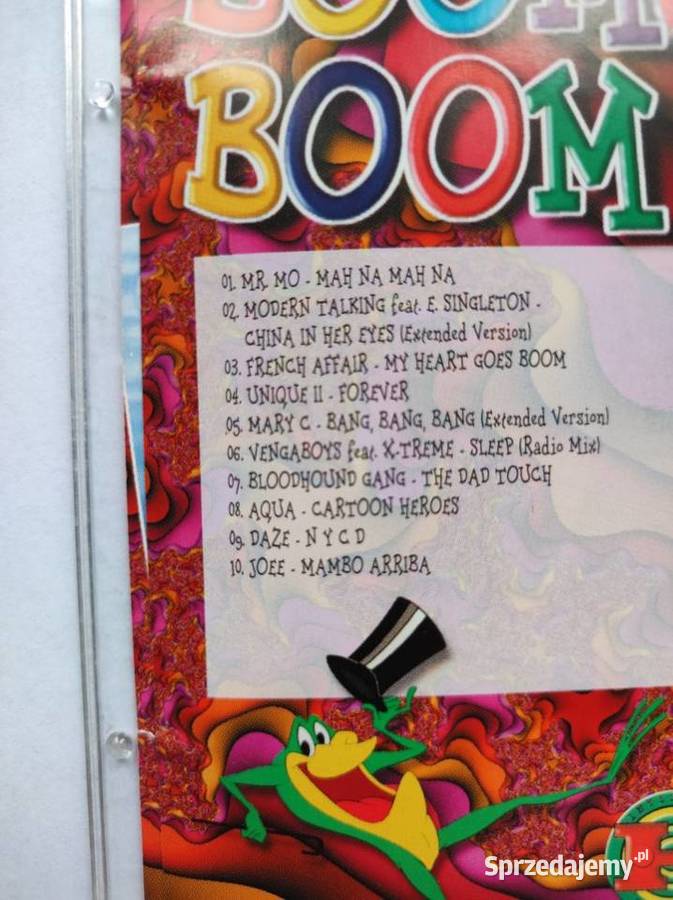 BOOM
BOOM
01. MR. MO - MAH NA MAH NA
02. MODERN TALKING feat. E. SINGLETON -
CHINA IN HER EYES (Extended Version)
03. FRENCH AFFAIR - MY HEART GOES BOOM
04. UNIQUE II - FOREVER
05. MARY C - BANG, BANG, BANG (Extended Version)
06. VENGABOYS feat. X-TREME - SLEEP (Radio Mix)
07. BLOODHOUND GANG - THE DAD TOUCH
08. AQUA - CARTOON HEROES
09. DAZE - N Y C D
10. JOEE - MAMBO ARRIBA
Sprzedajemy.pl